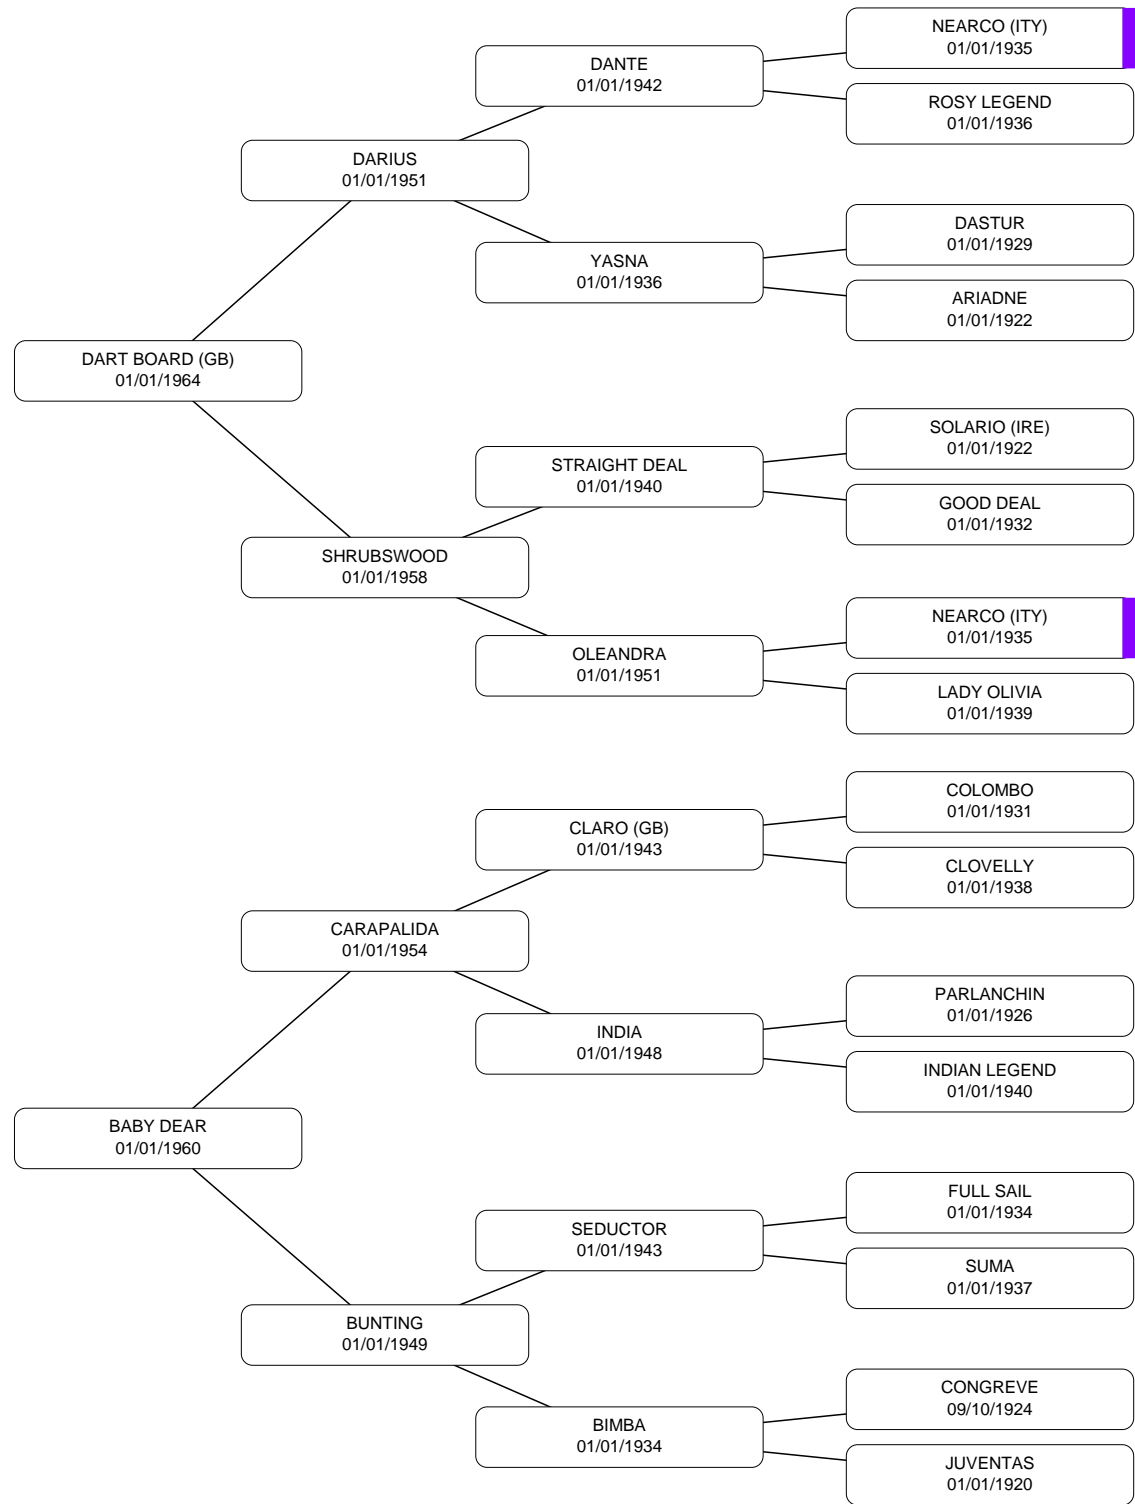 NEARCO (ITY)
01/01/1935
DANTE
01/01/1942
ROSY LEGEND
01/01/1936
DARIUS
01/01/1951
DASTUR
01/01/1929
YASNA
01/01/1936
ARIADNE
01/01/1922
DART BOARD (GB)
01/01/1964
SOLARIO (IRE)
01/01/1922
STRAIGHT DEAL
01/01/1940
GOOD DEAL
01/01/1932
SHRUBSWOOD
01/01/1958
NEARCO (ITY)
01/01/1935
OLEANDRA
01/01/1951
LADY OLIVIA
01/01/1939
COLOMBO
01/01/1931
CLARO (GB)
01/01/1943
CLOVELLY
01/01/1938
CARAPALIDA
01/01/1954
PARLANCHIN
01/01/1926
INDIA
01/01/1948
INDIAN LEGEND
01/01/1940
BABY DEAR
01/01/1960
FULL SAIL
01/01/1934
SEDUCTOR
01/01/1943
SUMA
01/01/1937
BUNTING
01/01/1949
CONGREVE
09/10/1924
BIMBA
01/01/1934
JUVENTAS
01/01/1920